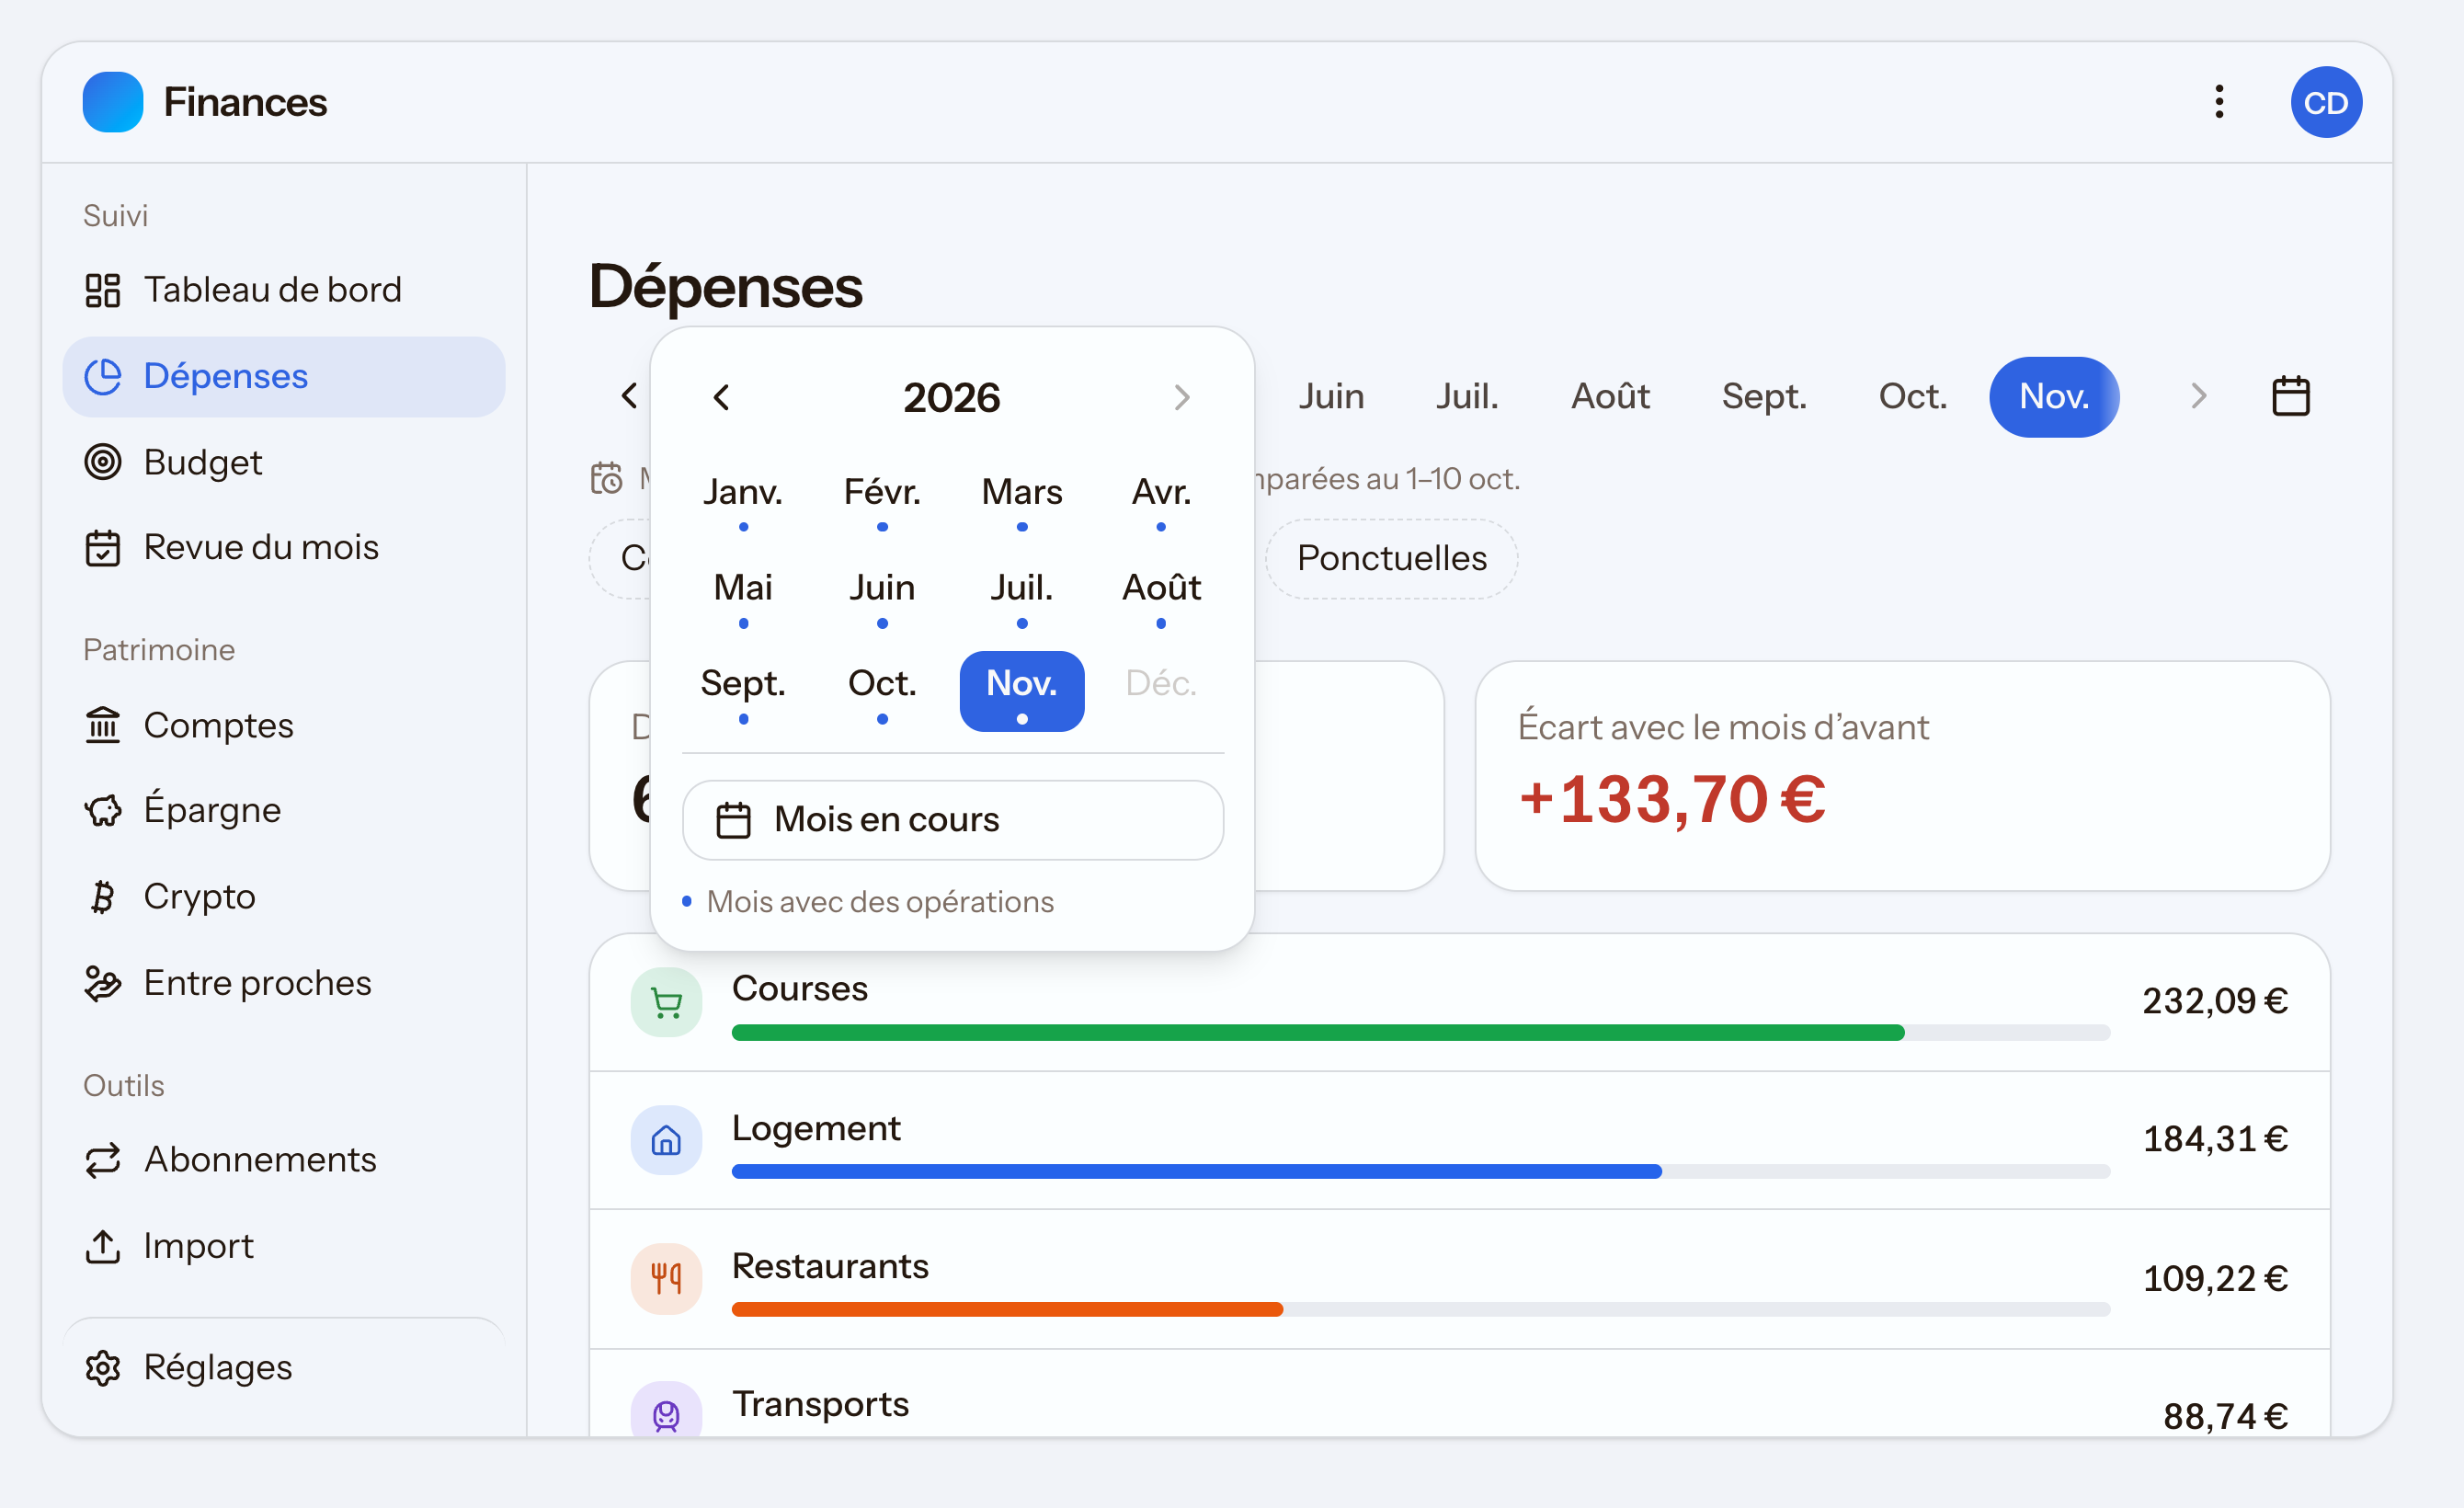 Finances
CD
Suivi
Tableau de bord
Dépenses
Budget
Revue du mois
Patrimoine
Comptes
Épargne
Crypto
Entre proches
Outils
Abonnements
Import
Réglages
Dépenses
Juin Juil. Août Sept. Oct. Nov.
au 1–10 oct.
Ponctuelles
2026
Janv. Févr. Mars Avr.
Mai Juin Juil. Août
Sept. Oct. Nov. Déc.
Mois en cours
Mois avec des opérations
Écart avec le mois d’avant
+133,70 €
Courses
232,09 €
Logement
184,31 €
Restaurants
109,22 €
Transports
88,74 €